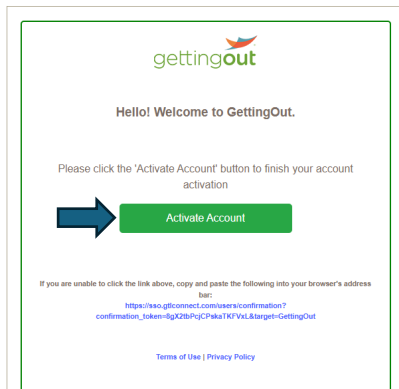 gettingout
Hello! Welcome to GettingOut.
Please click the 'Activate Account' button to finish your account
activation
Activate Account
If you are unable to click the link above, copy and paste the following into your browser's address
bar:
https://sso.gtlconnect.com/users/confirmation?
confirmation_token=8gX2tbPcjCPskaTKFVxL&target=GettingOut
Terms of Use | Privacy Policy